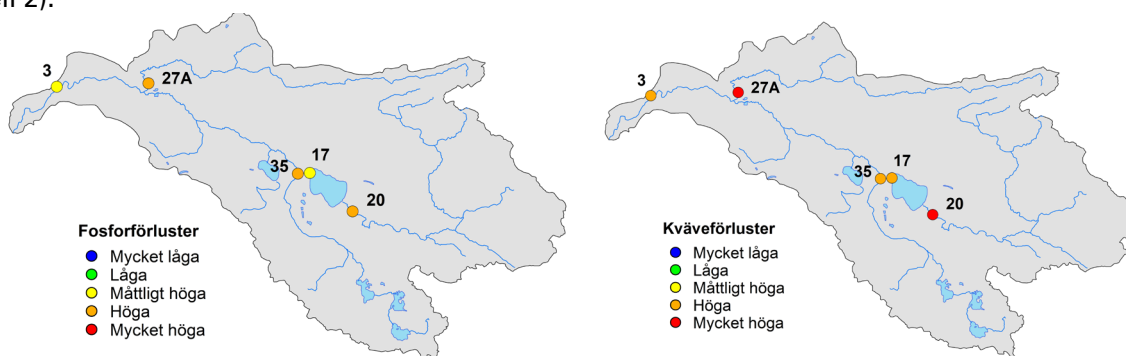 3
27A
35
17
20
Fosforförluster
Mycket låga
Låga
Måttligt höga
Höga
Mycket höga
3
27A
35
17
20
Kväveförluster
Mycket låga
Låga
Måttligt höga
Höga
Mycket höga